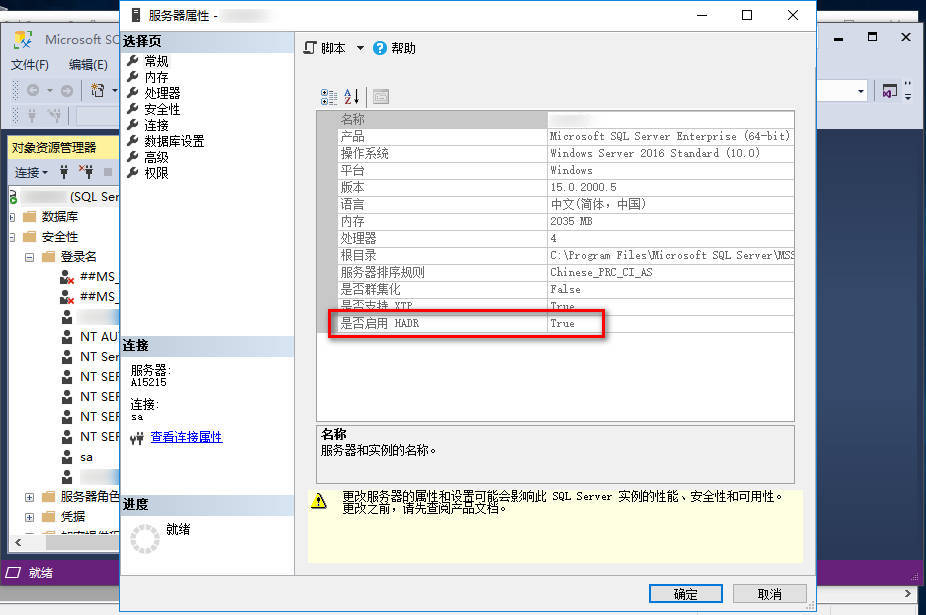 服务器属性 -
Microsoft SC
文件(F) 编辑(E)
对象资源管理器
连接
(SQL Ser
数据库
安全性
登录名
##MS_
##MS_
NT AU
NT Ser
NT SER
NT SER
NT SER
NT SER
sa
服务器角色
凭据
就绪
选择页
常规
内存
处理器
安全性
连接
数据库设置
高级
权限
连接
服务器:
A15215
连接:
sa
查看连接属性
进度
就绪
脚本 帮助
名称
产品 Microsoft SQL Server Enterprise (64-bit)
操作系统 Windows Server 2016 Standard (10.0)
平台 Windows
版本 15.0.2000.5
语言 中文(简体，中国)
内存 2035 MB
处理器 4
根目录 C:\Program Files\Microsoft SQL Server\MSS
服务器排序规则 Chinese_PRC_CI_AS
是否群集化 False
是否支持 XTP True
是否启用 HADR True
名称
服务器和实例的名称。
更改服务器的属性和设置可能会影响此 SQL Server 实例的性能、安全性和可用性。
更改之前，请先查阅产品文档。
确定 取消